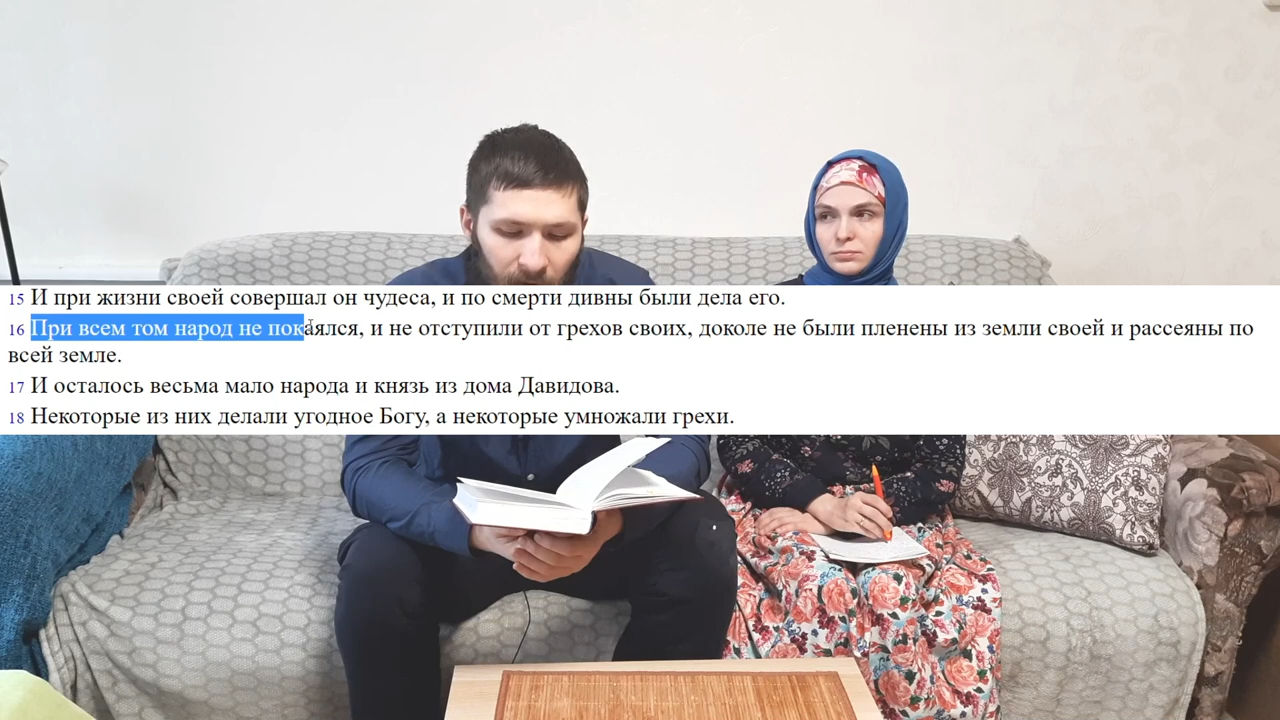 15 И при жизни своей совершал он чудеса, и по смерти дивны были дела его.
16 При всем том народ не покаялся, и не отступили от грехов своих, доколе не были пленены из земли своей и рассеяны по
всей земле.
17 И осталось весьма мало народа и князь из дома Давидова.
18 Некоторые из них делали угодное Богу, а некоторые умножали грехи.